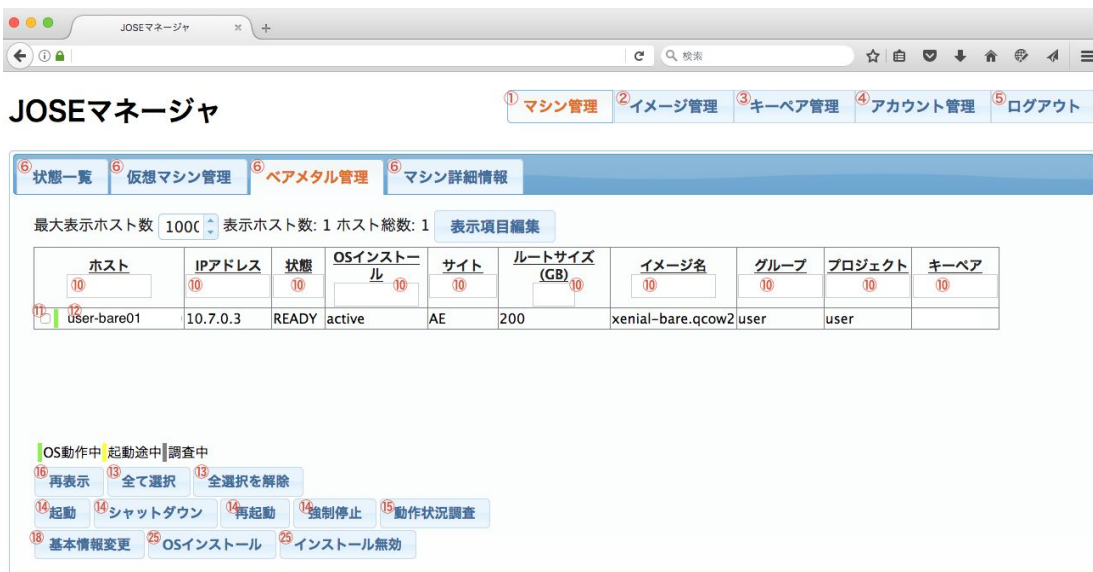 JOSEマネージャ × +
検索
JOSEマネージャ
①マシン管理 ②イメージ管理 ③キーペア管理 ④アカウント管理 ⑤ログアウト
⑥状態一覧 ⑥仮想マシン管理 ⑥ベアメタル管理 ⑥マシン詳細情報
最大表示ホスト数 1000 表示ホスト数: 1 ホスト総数: 1 表示項目編集
ホスト IPアドレス 状態 OSインストール サイト ルートサイズ(GB) イメージ名 グループ プロジェクト キーペア
⑩ ⑩ ⑩ ⑩ ⑩ ⑩ ⑩ ⑩ ⑩ ⑩
⑪ ⑫ user-bare01 10.7.0.3 READY active AE 200 xenial-bare.qcow2 user user
OS動作中 起動途中 調査中
⑯再表示 ⑬全て選択 ⑬全選択を解除
⑭起動 ⑭シャットダウン ⑭再起動 ⑭強制停止 ⑮動作状況調査
⑱基本情報変更 ㉕OSインストール ㉕インストール無効